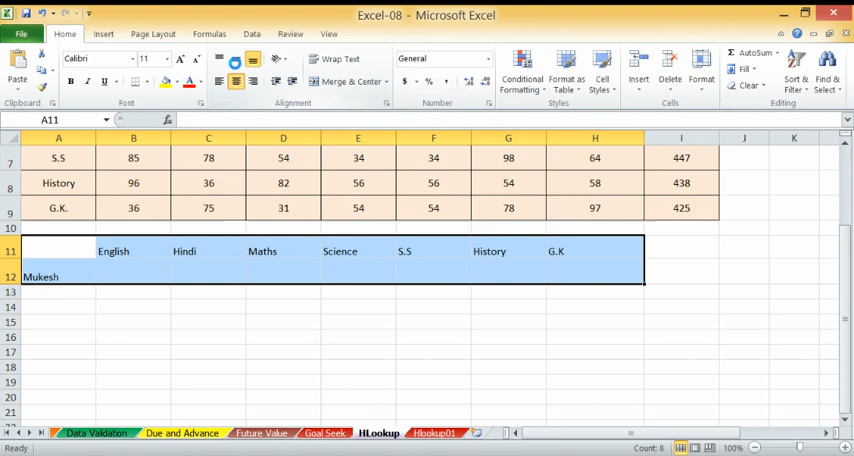 Excel-08 - Microsoft Excel
File Home Insert Page Layout Formulas Data Review View
Paste
Clipboard
Calibri 11 A A
B I U A
Font
Wrap Text
Merge & Center
Alignment
General
$ % ,
Number
Conditional Formatting
Format as Table
Cell Styles
Styles
Insert Delete Format
Cells
Σ AutoSum
Fill
Clear
Sort & Filter
Find & Select
Editing
A11 fx
A B C D E F G H I J K
7 S.S 85 78 54 34 34 98 64 447
8 History 96 36 82 56 56 54 58 438
9 G.K. 36 75 31 54 54 78 97 425
10
11 English Hindi Maths Science S.S History G.K
12 Mukesh
13
14
15
16
17
18
19
20
21
Data Validation Due and Advance Future Value Goal Seek HLookup Hlookup01
Ready Count: 8 100%